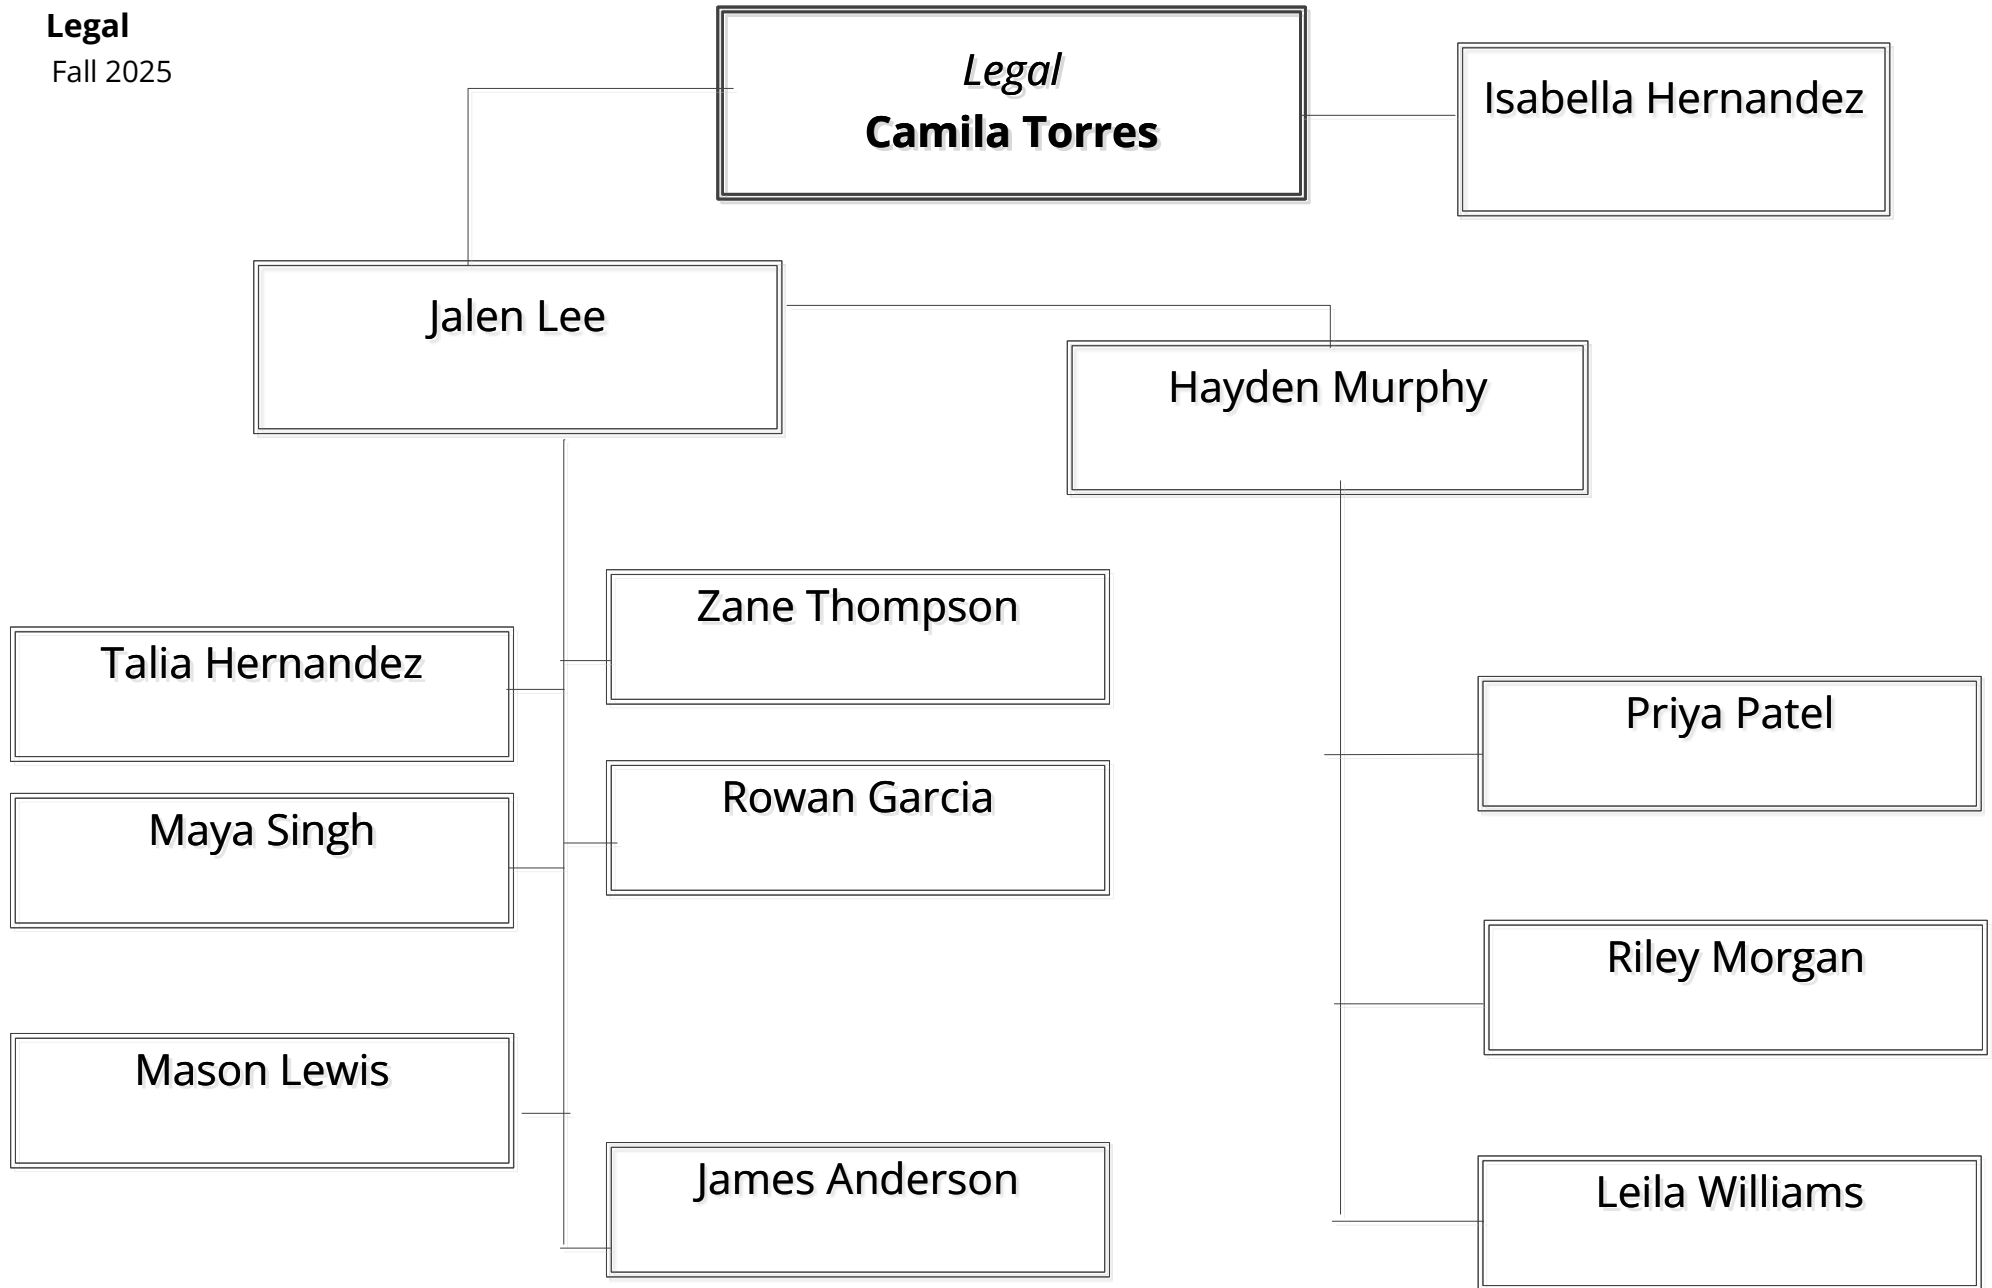 Legal
Fall 2025
Legal
Camila Torres
Isabella Hernandez
Jalen Lee
Hayden Murphy
Zane Thompson
Talia Hernandez
Priya Patel
Rowan Garcia
Maya Singh
Riley Morgan
Mason Lewis
James Anderson
Leila Williams